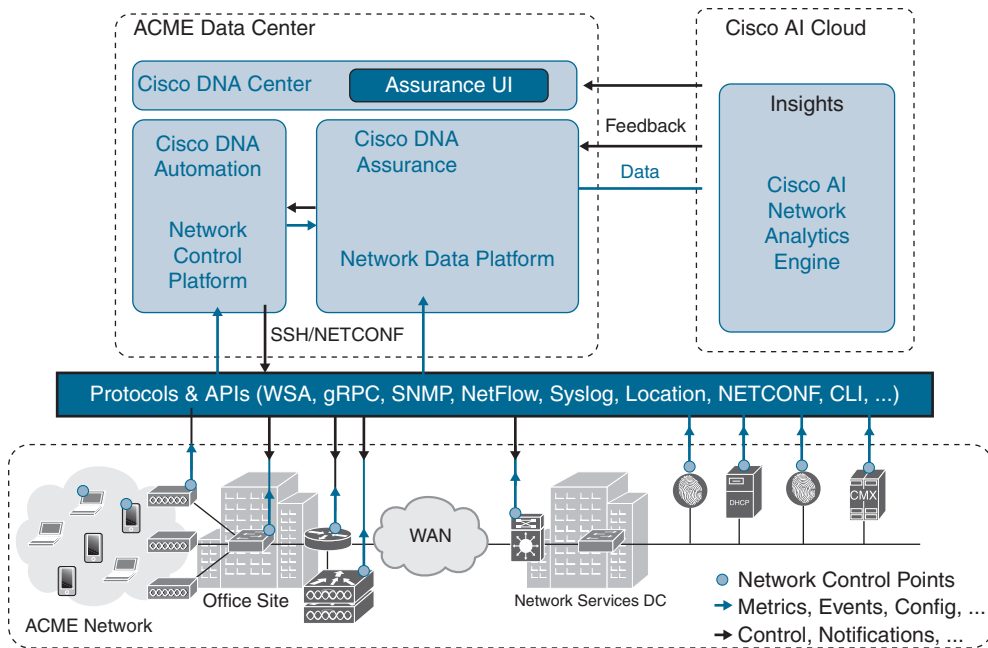 ACME Data Center
Cisco AI Cloud
Cisco DNA Center
Assurance UI
Insights
Cisco DNA
Automation
Cisco DNA
Assurance
Feedback
Data
Cisco AI
Network
Analytics
Engine
Network
Control
Platform
Network Data Platform
SSH/NETCONF
Protocols & APIs (WSA, gRPC, SNMP, NetFlow, Syslog, Location, NETCONF, CLI, ...)
DHCP
CMX
WAN
Office Site
Network Services DC
ACME Network
Network Control Points
Metrics, Events, Config, ...
Control, Notifications, ...